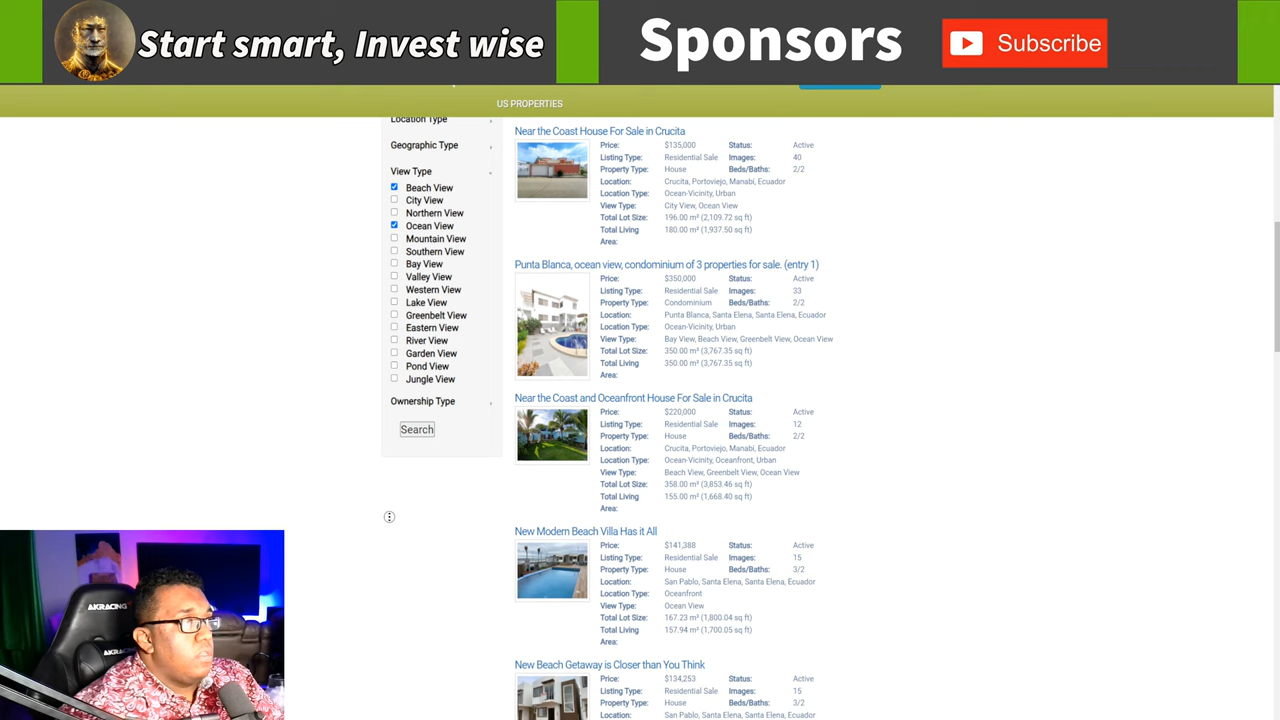 Start smart, Invest wise
Sponsors
Subscribe
US PROPERTIES
Location Type
Geographic Type
View Type
Beach View
City View
Northern View
Ocean View
Mountain View
Southern View
Bay View
Valley View
Western View
Lake View
Greenbelt View
Eastern View
River View
Garden View
Pond View
Jungle View
Ownership Type
Search
Near the Coast House For Sale in Crucita
Price: $135,000 Status: Active
Listing Type: Residential Sale Images: 40
Property Type: House Beds/Baths: 2/2
Location: Crucita, Portoviejo, Manabi, Ecuador
Location Type: Ocean-Vicinity, Urban
View Type: City View, Ocean View
Total Lot Size: 196.00 m² (2,109.72 sq ft)
Total Living 180.00 m² (1,937.50 sq ft)
Area:
Punta Blanca, ocean view, condominium of 3 properties for sale. (entry 1)
Price: $350,000 Status: Active
Listing Type: Residential Sale Images: 33
Property Type: Condominium Beds/Baths: 2/2
Location: Punta Blanca, Santa Elena, Santa Elena, Ecuador
Location Type: Ocean-Vicinity, Urban
View Type: Bay View, Beach View, Greenbelt View, Ocean View
Total Lot Size: 350.00 m² (3,767.35 sq ft)
Total Living 350.00 m² (3,767.35 sq ft)
Area:
Near the Coast and Oceanfront House For Sale in Crucita
Price: $220,000 Status: Active
Listing Type: Residential Sale Images: 12
Property Type: House Beds/Baths: 2/2
Location: Crucita, Portoviejo, Manabi, Ecuador
Location Type: Ocean-Vicinity, Oceanfront, Urban
View Type: Beach View, Greenbelt View, Ocean View
Total Lot Size: 358.00 m² (3,853.46 sq ft)
Total Living 155.00 m² (1,668.40 sq ft)
Area:
New Modern Beach Villa Has it All
Price: $141,388 Status: Active
Listing Type: Residential Sale Images: 15
Property Type: House Beds/Baths: 3/2
Location: San Pablo, Santa Elena, Santa Elena, Ecuador
Location Type: Oceanfront
View Type: Ocean View
Total Lot Size: 167.23 m² (1,800.04 sq ft)
Total Living 157.94 m² (1,700.05 sq ft)
Area:
New Beach Getaway is Closer than You Think
Price: $134,253 Status: Active
Listing Type: Residential Sale Images: 15
Property Type: House Beds/Baths: 3/2
Location: San Pablo, Santa Elena, Santa Elena, Ecuador
AKRACING